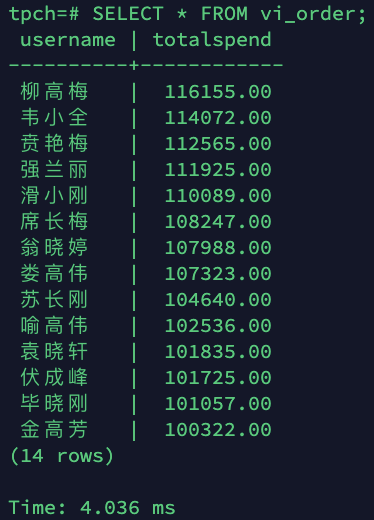 tpch=# SELECT * FROM vi_order;
 username | totalspend
----------+------------
 柳高梅   |  116155.00
 韦小全   |  114072.00
 贲艳梅   |  112565.00
 强兰丽   |  111925.00
 滑小刚   |  110089.00
 席长梅   |  108247.00
 翁晓婷   |  107988.00
 娄高伟   |  107323.00
 苏长刚   |  104640.00
 喻高伟   |  102536.00
 袁晓轩   |  101835.00
 伏成峰   |  101725.00
 毕晓刚   |  101057.00
 金高芳   |  100322.00
(14 rows)

Time: 4.036 ms